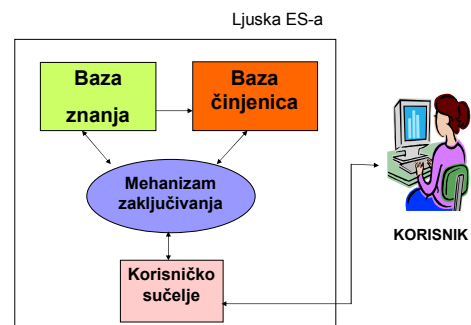 Ljuska ES-a
Baza
znanja
Baza
činjenica
Mehanizam
zaključivanja
KORISNIK
Korisničko
sučelje